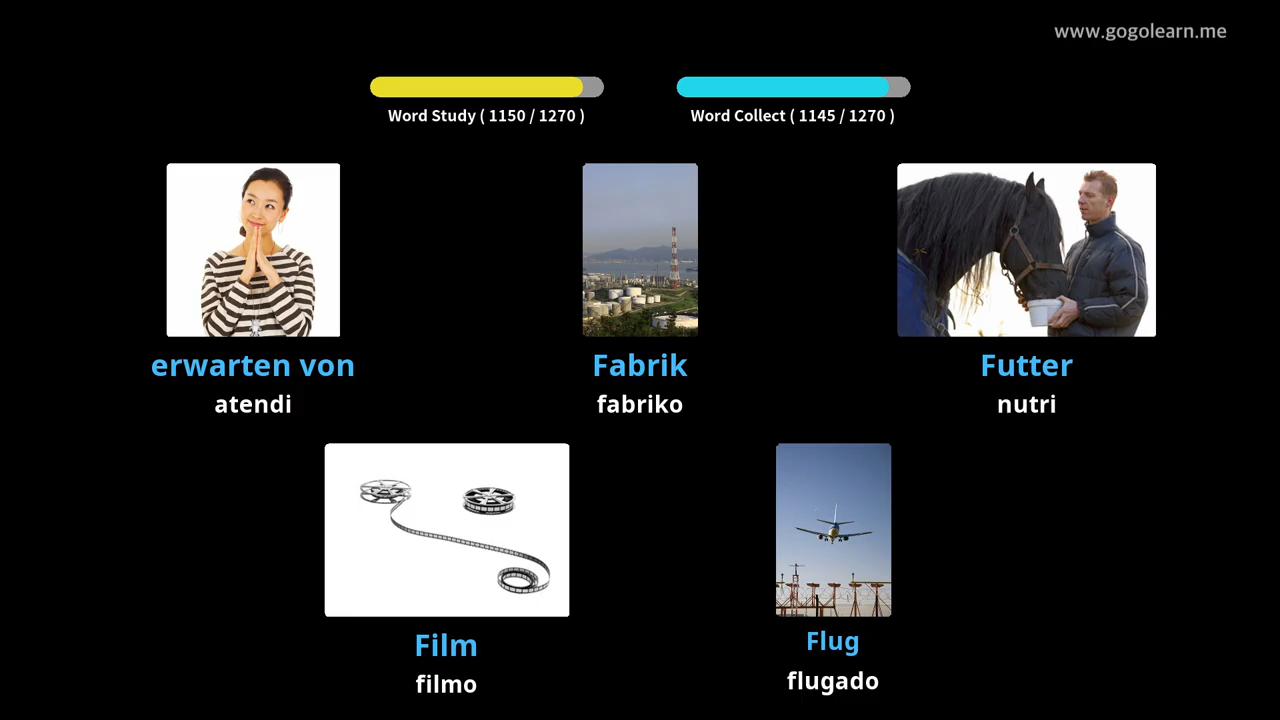 www.gogolearn.me
Word Study ( 1150 / 1270 )
Word Collect ( 1145 / 1270 )
erwarten von
atendi
Fabrik
fabriko
Futter
nutri
Film
filmo
Flug
flugado